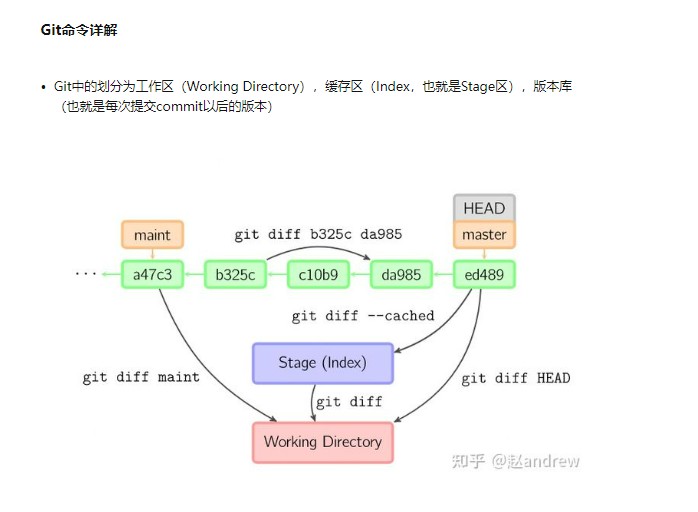 Git命令详解
• Git中的划分为工作区（Working Directory），缓存区（Index，也就是Stage区），版本库
（也就是每次提交commit以后的版本）
HEAD
maint
git diff b325c da985
master
...
a47c3
b325c
c10b9
da985
ed489
git diff --cached
Stage (Index)
git diff maint
git diff HEAD
git diff
Working Directory
知乎 @赵andrew